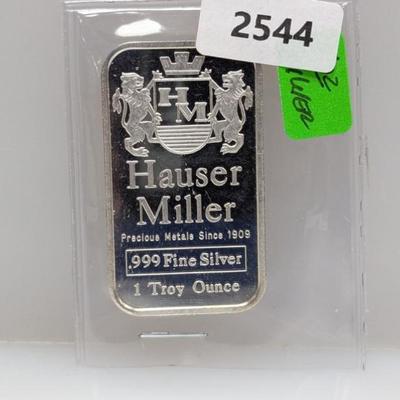 2544
HM
Hauser
Miller
Precious Metals Since 1909
.999 Fine Silver
1 Troy Ounce